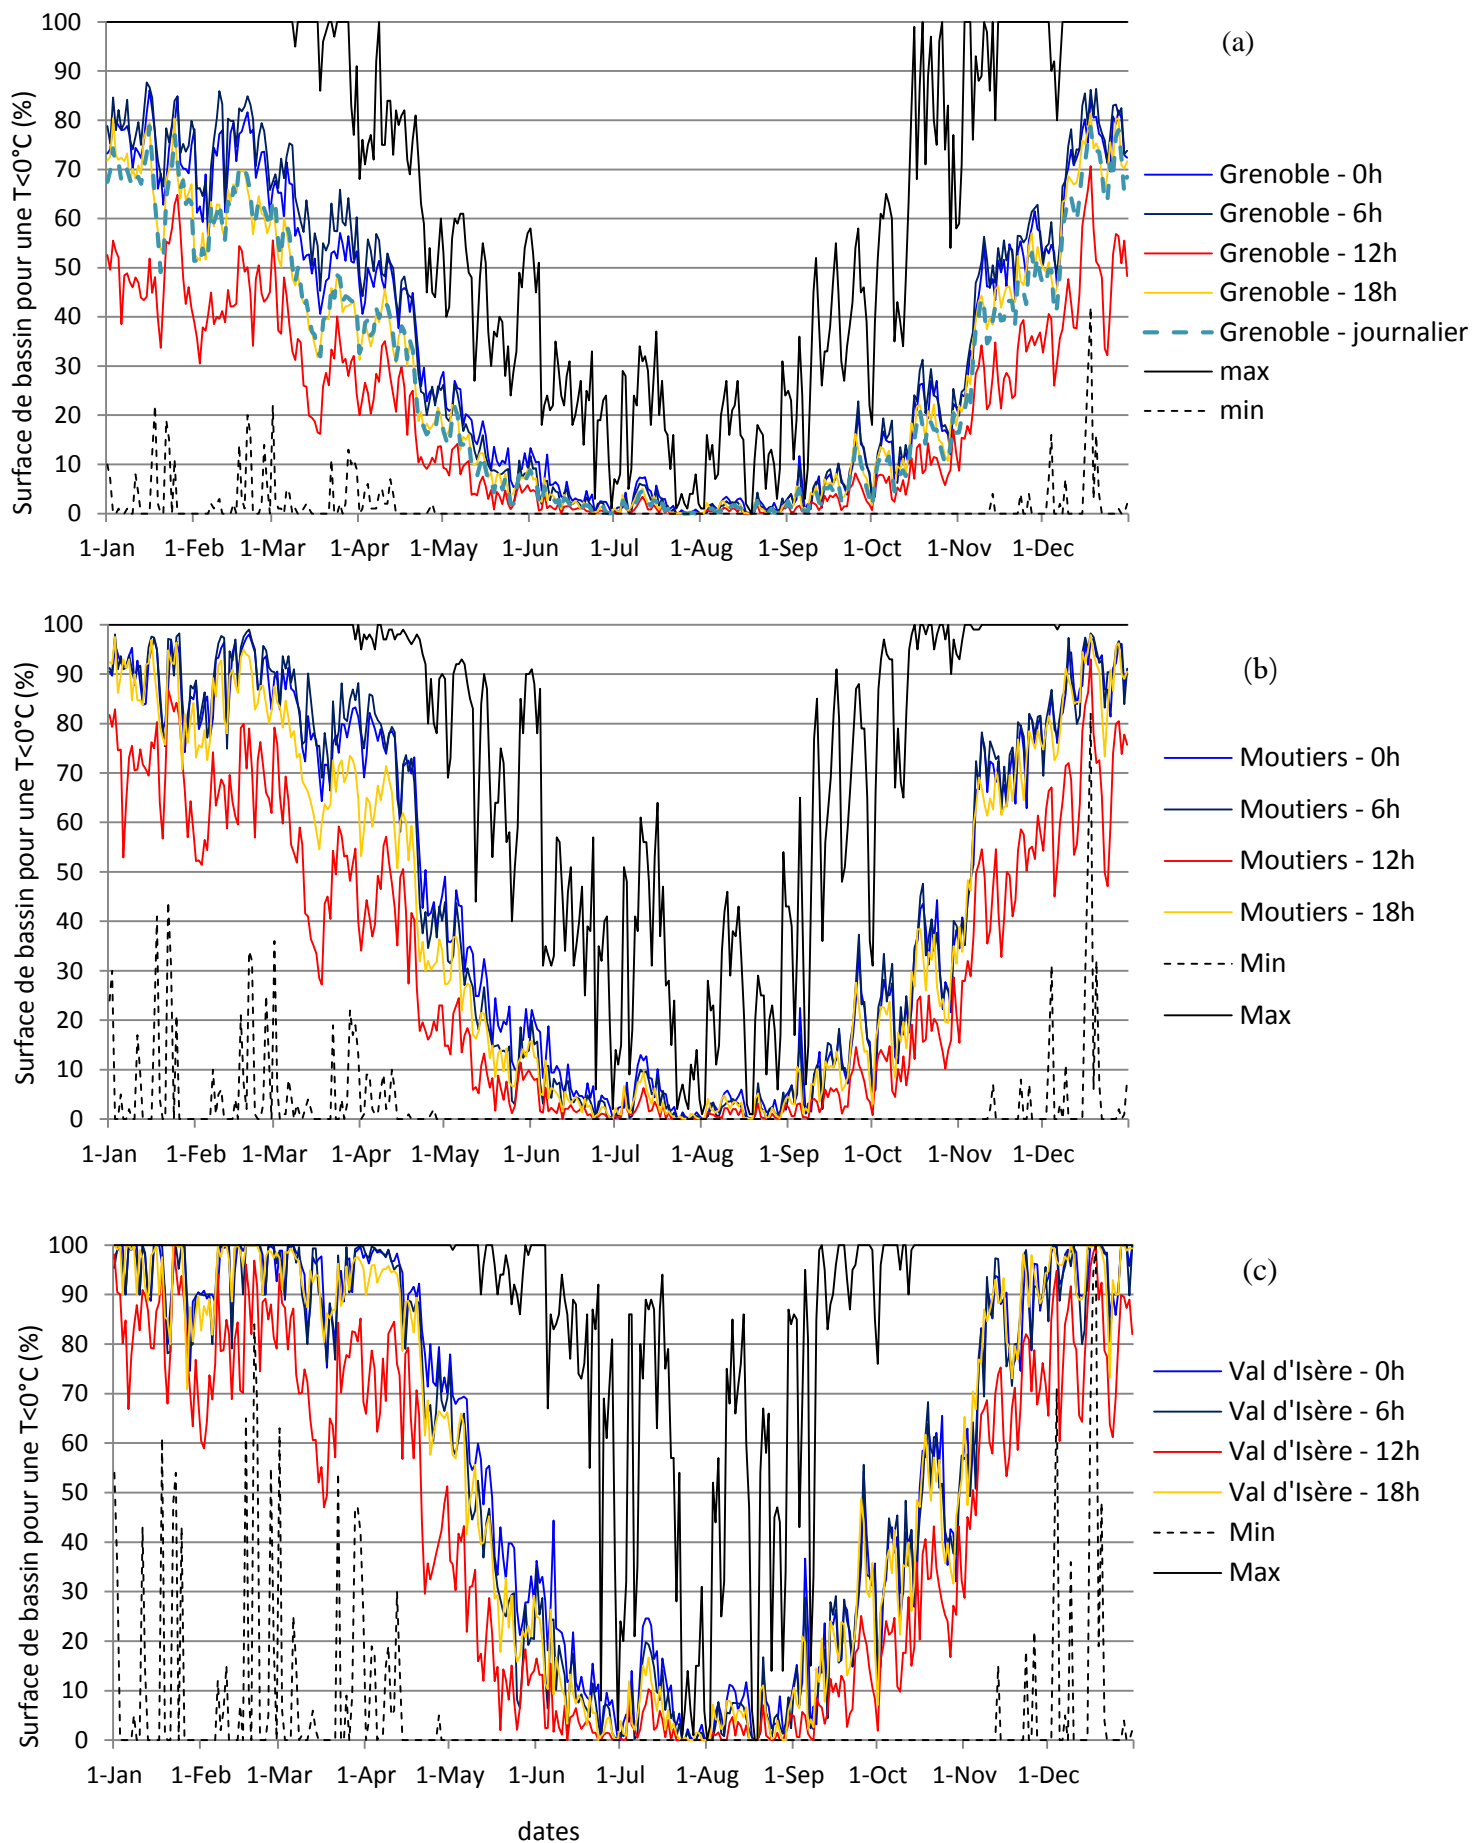 (a)
Surface de bassin pour une T<0°C (%)
100
90
80
70
60
50
40
30
20
10
0
1-Jan 1-Feb 1-Mar 1-Apr 1-May 1-Jun 1-Jul 1-Aug 1-Sep 1-Oct 1-Nov 1-Dec
Grenoble - 0h
Grenoble - 6h
Grenoble - 12h
Grenoble - 18h
Grenoble - journalier
max
min
(b)
Surface de bassin pour une T<0°C (%)
100
90
80
70
60
50
40
30
20
10
0
1-Jan 1-Feb 1-Mar 1-Apr 1-May 1-Jun 1-Jul 1-Aug 1-Sep 1-Oct 1-Nov 1-Dec
Moutiers - 0h
Moutiers - 6h
Moutiers - 12h
Moutiers - 18h
Min
Max
(c)
Surface de bassin pour une T<0°C (%)
100
90
80
70
60
50
40
30
20
10
0
1-Jan 1-Feb 1-Mar 1-Apr 1-May 1-Jun 1-Jul 1-Aug 1-Sep 1-Oct 1-Nov 1-Dec
Val d'Isère - 0h
Val d'Isère - 6h
Val d'Isère - 12h
Val d'Isère - 18h
Min
Max
dates